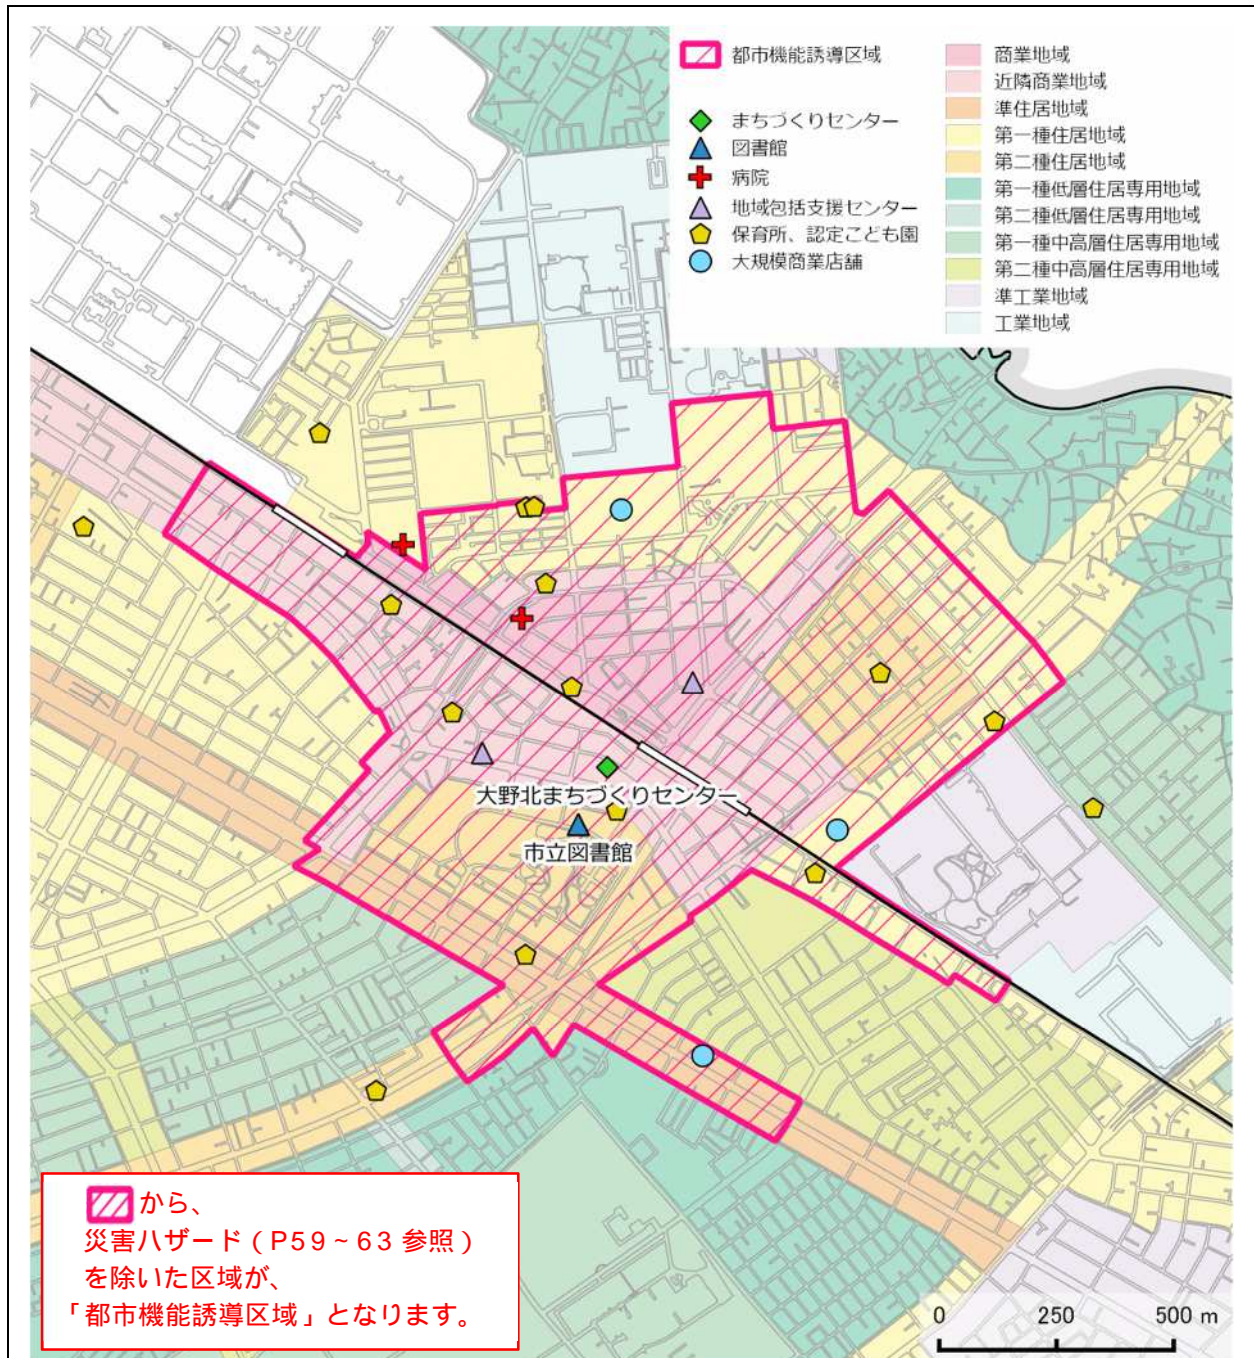 都市機能誘導区域
まちづくりセンター
図書館
病院
地域包括支援センター
保育所、認定こども園
大規模商業店舗
商業地域
近隣商業地域
準住居地域
第一種住居地域
第二種住居地域
第一種低層住居専用地域
第二種低層住居専用地域
第一種中高層住居専用地域
第二種中高層住居専用地域
準工業地域
工業地域
大野北まちづくりセンター
市立図書館
から、
災害ハザード（P59～63 参照）
を除いた区域が、
「都市機能誘導区域」となります。
0 250 500 m